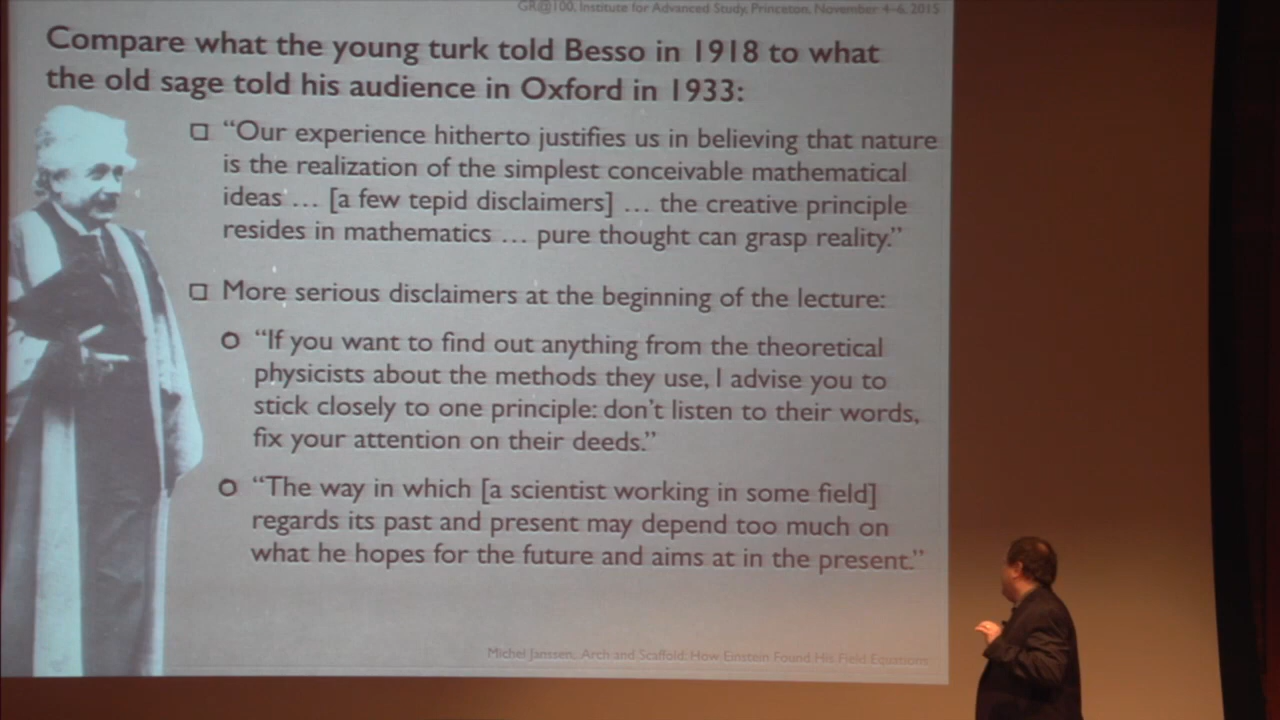 GR@100, Institute for Advanced Study, Princeton, November 4-6, 2015
Compare what the young turk told Besso in 1918 to what
the old sage told his audience in Oxford in 1933:
“Our experience hitherto justifies us in believing that nature
is the realization of the simplest conceivable mathematical
ideas … [a few tepid disclaimers] … the creative principle
resides in mathematics … pure thought can grasp reality.”
More serious disclaimers at the beginning of the lecture:
“If you want to find out anything from the theoretical
physicists about the methods they use, I advise you to
stick closely to one principle: don’t listen to their words,
fix your attention on their deeds.”
“The way in which [a scientist working in some field]
regards its past and present may depend too much on
what he hopes for the future and aims at in the present.”
Michel Janssen, Arch and Scaffold: How Einstein Found His Field Equations